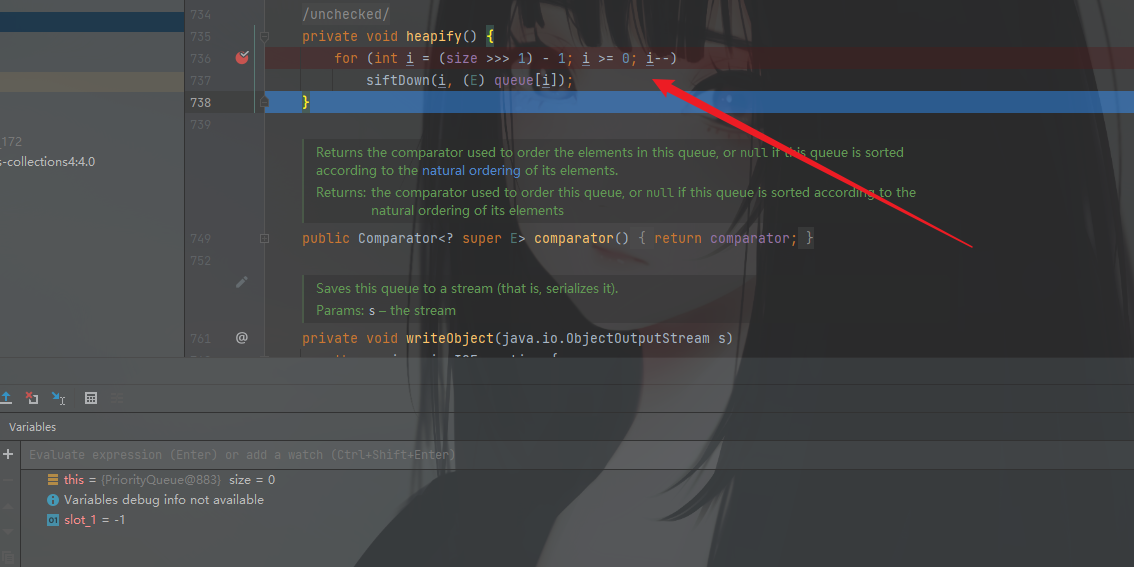 734 /unchecked/
735 private void heapify() {
736 for (int i = (size >>> 1) - 1; i >= 0; i--)
737 siftDown(i, (E) queue[i]);
738 }
739
_172
s-collections4:4.0
Returns the comparator used to order the elements in this queue, or null if this queue is sorted
according to the natural ordering of its elements.
Returns: the comparator used to order this queue, or null if this queue is sorted according to the
natural ordering of its elements
749 public Comparator<? super E> comparator() { return comparator; }
752
Saves this queue to a stream (that is, serializes it).
Params: s – the stream
761 @ private void writeObject(java.io.ObjectOutputStream s)
Variables
Evaluate expression (Enter) or add a watch (Ctrl+Shift+Enter)
this = {PriorityQueue@883} size = 0
Variables debug info not available
01 slot_1 = -1